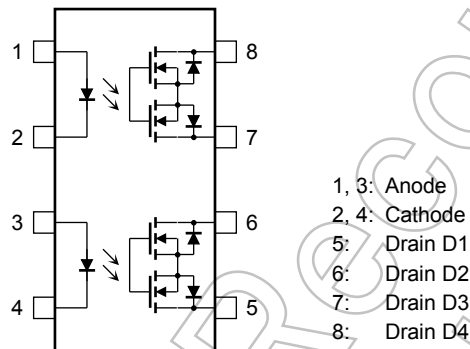 1
2
3
4
8
7
6
5
1, 3: Anode
2, 4: Cathode
5: Drain D1
6: Drain D2
7: Drain D3
8: Drain D4
Reco